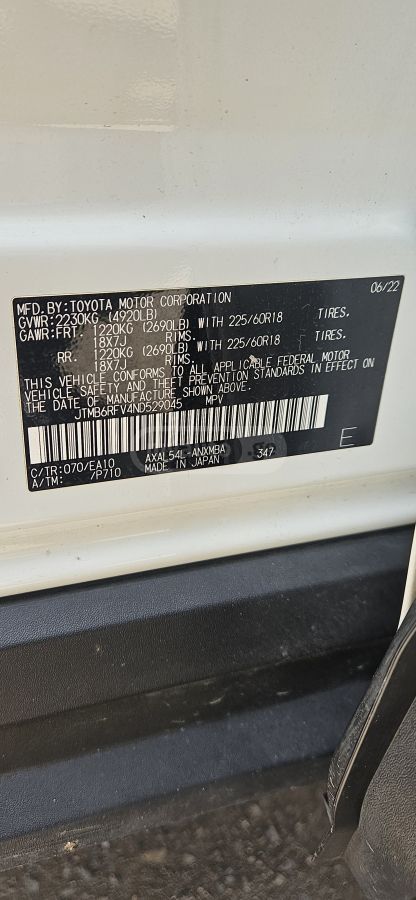 MFD.BY:TOYOTA MOTOR CORPORATION 06/22
GVWR:2230KG (4920LB)
GAWR:FRT. 1220KG (2690LB) WITH 225/60R18 TIRES.
18X7J RIMS.
RR. 1220KG (2690LB) WITH 225/60R18 TIRES.
18X7J RIMS.
THIS VEHICLE CONFORMS TO ALL APPLICABLE FEDERAL MOTOR
VEHICLE SAFETY AND THEFT PREVENTION STANDARDS IN EFFECT ON
THE DATE OF MANUFACTURE SHOWN ABOVE.
JTMB6RFV4ND529045 MPV
C/TR:070/EA10 AXAL54L-ANXMBA 347 E
A/TM: /P710 MADE IN JAPAN